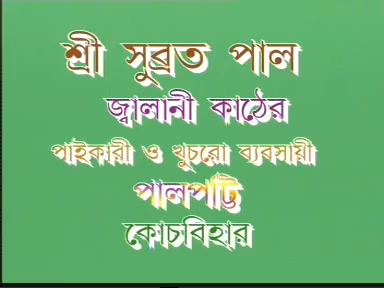 শ্রী সুব্রত পাল
জ্বালানী কাঠের
পাইকারী ও খুচরো ব্যবসায়ী
পালপট্টি
কোচবিহার